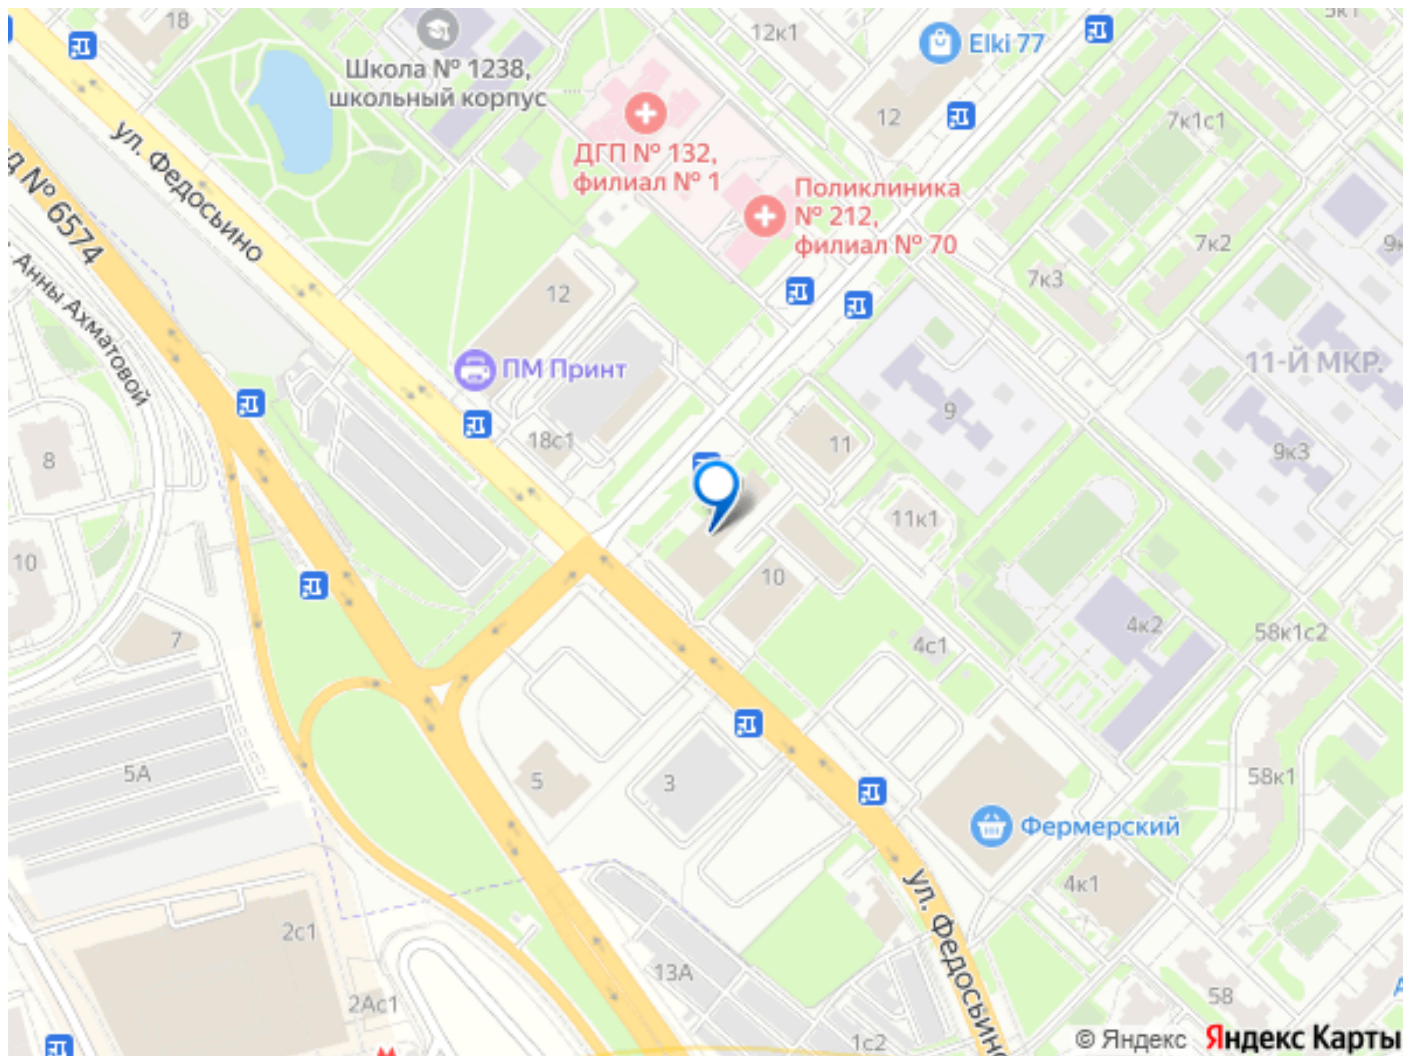 18
12к1
5к1
Elki 77
Школа № 1238,
школьный корпус
12
7к1с1
ДГП № 132,
филиал № 1
ул. Федосьино
Поликлиника
№ 212,
филиал № 70
№ 6574
Анны Ахматовой
7к2
7к3
12
ПМ Принт
11-Й МКР.
9
18с1
11
9к3
8
11к1
10
10
4к2
58к1с2
7
4с1
5А
5
3
58к1
Фермерский
4к1
ул. Федосьино
2с1
13А
58
2Ас1
1с2
© Яндекс Яндекс Карты